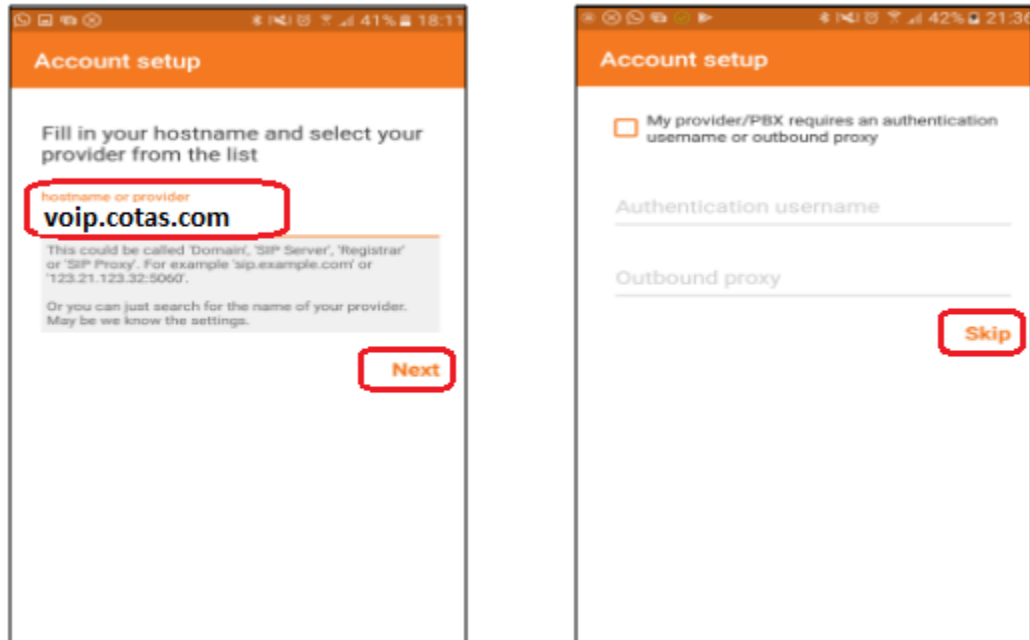 41% 18:11
Account setup
Fill in your hostname and select your
provider from the list
hostname or provider
voip.cotas.com
This could be called 'Domain', 'SIP Server', 'Registrar'
or 'SIP Proxy'. For example 'sip.example.com' or
'123.21.123.32:5060'.
Or you can just search for the name of your provider.
May be we know the settings.
Next
42% 21:36
Account setup
My provider/PBX requires an authentication
username or outbound proxy
Authentication username
Outbound proxy
Skip